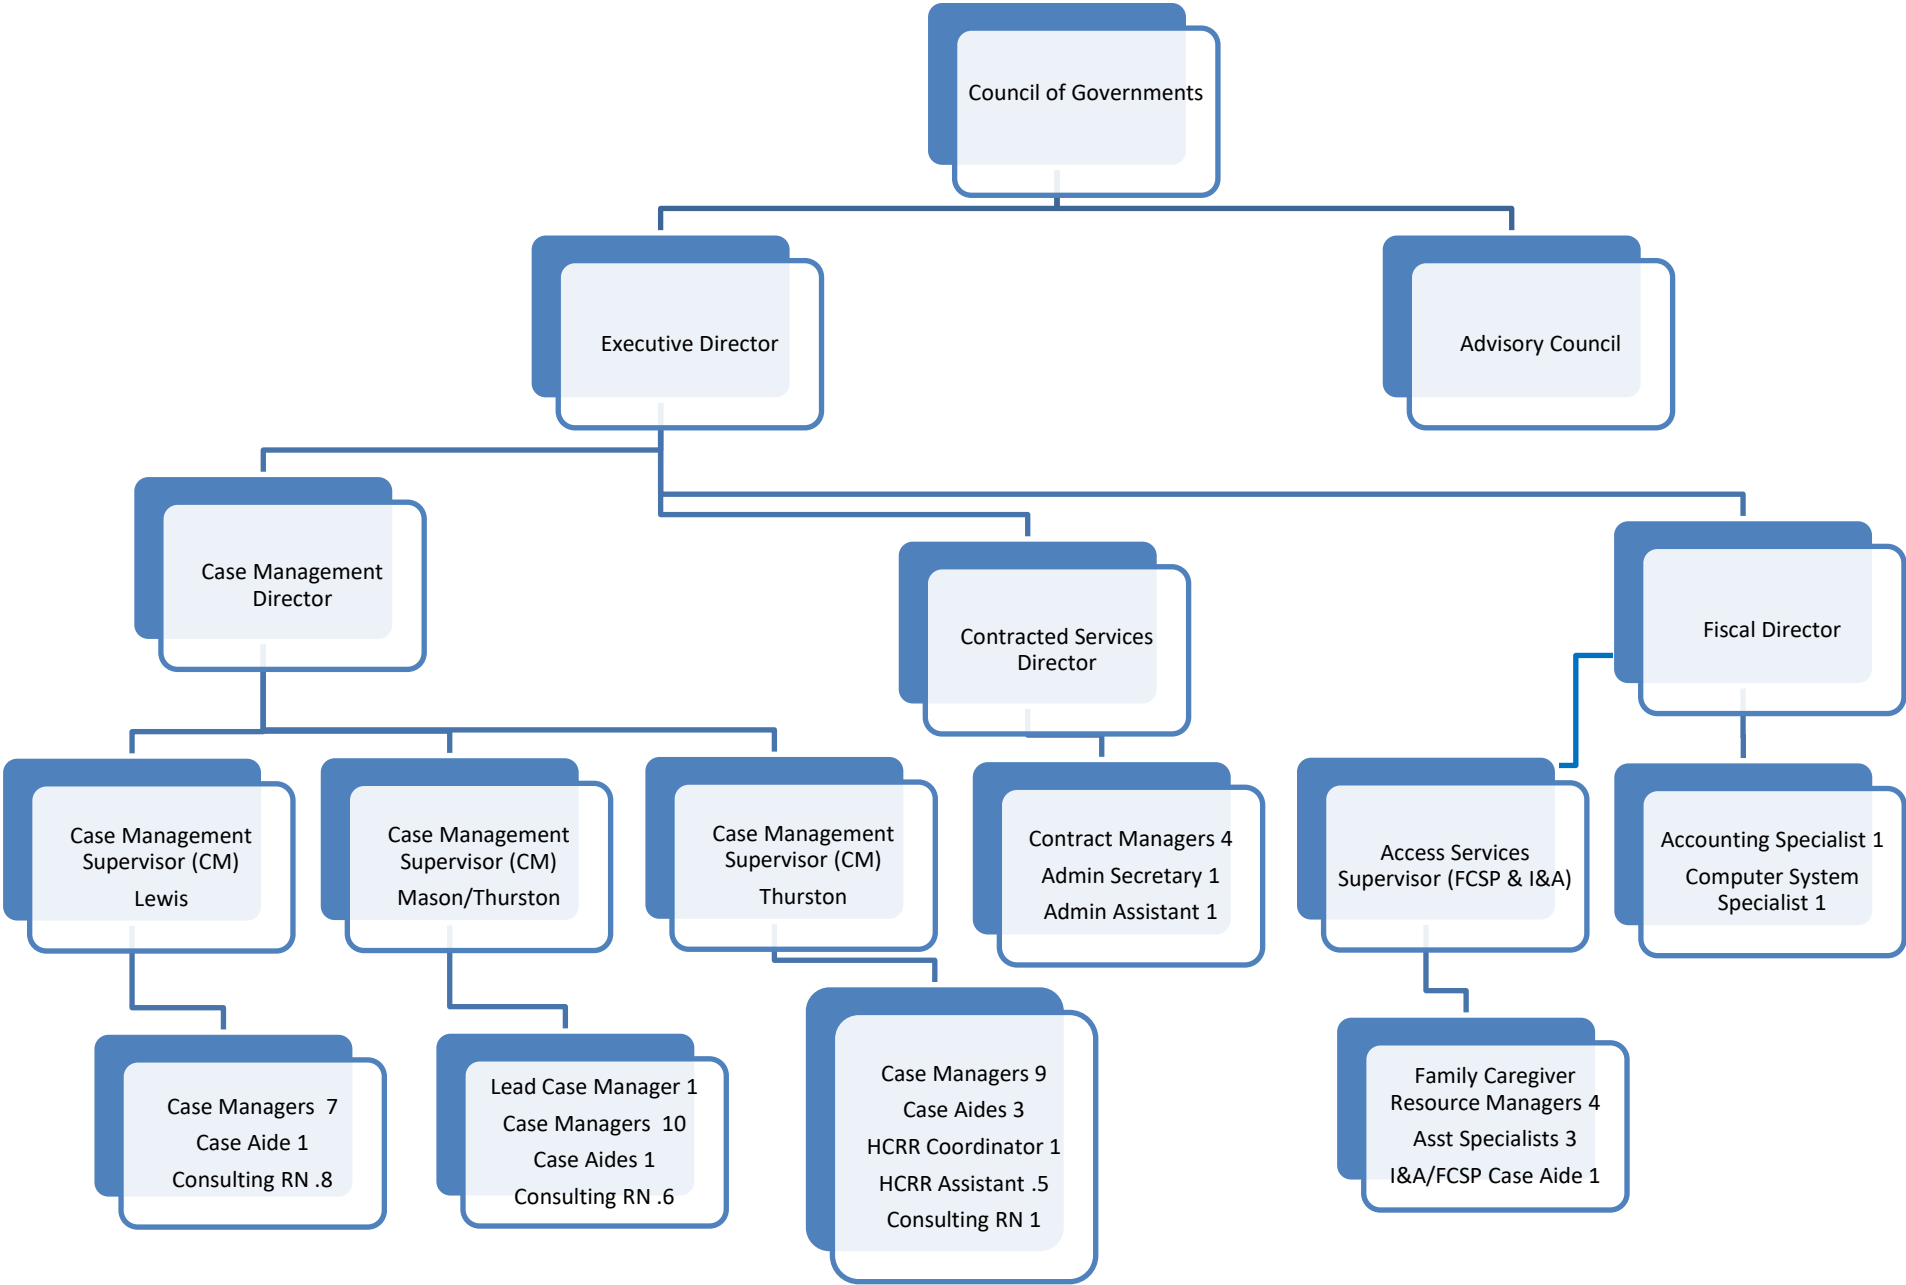 Council of Governments
Executive Director
Advisory Council
Case Management
Director
Contracted Services
Director
Fiscal Director
Case Management
Supervisor (CM)
Lewis
Case Management
Supervisor (CM)
Mason/Thurston
Case Management
Supervisor (CM)
Thurston
Contract Managers 4
Admin Secretary 1
Admin Assistant 1
Access Services
Supervisor (FCSP & I&A)
Accounting Specialist 1
Computer System
Specialist 1
Case Managers  7
Case Aide 1
Consulting RN .8
Lead Case Manager 1
Case Managers  10
Case Aides 1
Consulting RN .6
Case Managers 9
Case Aides 3
HCRR Coordinator 1
HCRR Assistant .5
Consulting RN 1
Family Caregiver
Resource Managers 4
Asst Specialists 3
I&A/FCSP Case Aide 1